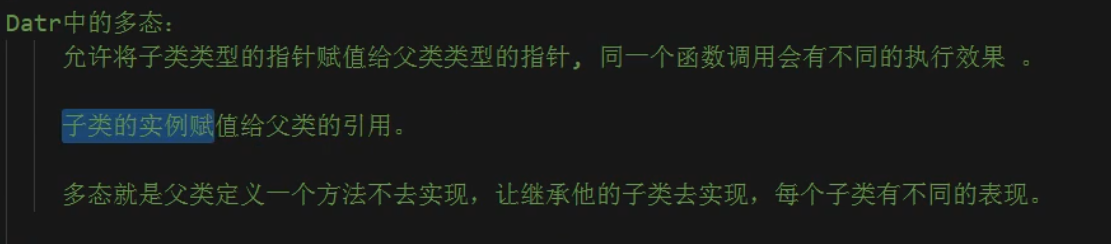 Datr中的多态：
允许将子类类型的指针赋值给父类类型的指针, 同一个函数调用会有不同的执行效果 。
子类的实例赋值给父类的引用。
多态就是父类定义一个方法不去实现，让继承他的子类去实现，每个子类有不同的表现。